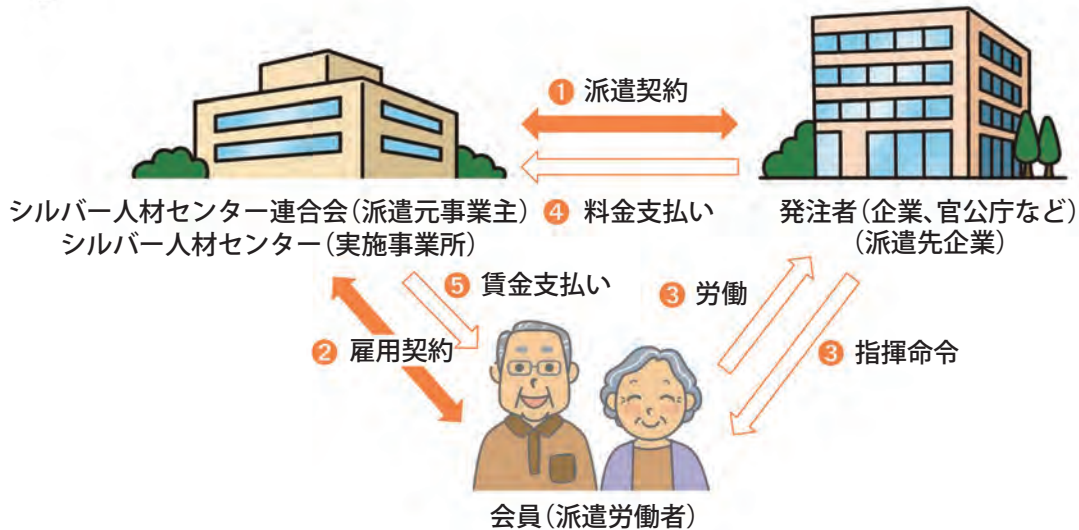 ❶ 派遣契約
シルバー人材センター連合会（派遣元事業主）
シルバー人材センター（実施事業所）
❹ 料金支払い
発注者（企業、官公庁など）
（派遣先企業）
❺ 賃金支払い
❸ 労働
❷ 雇用契約
❸ 指揮命令
会員（派遣労働者）